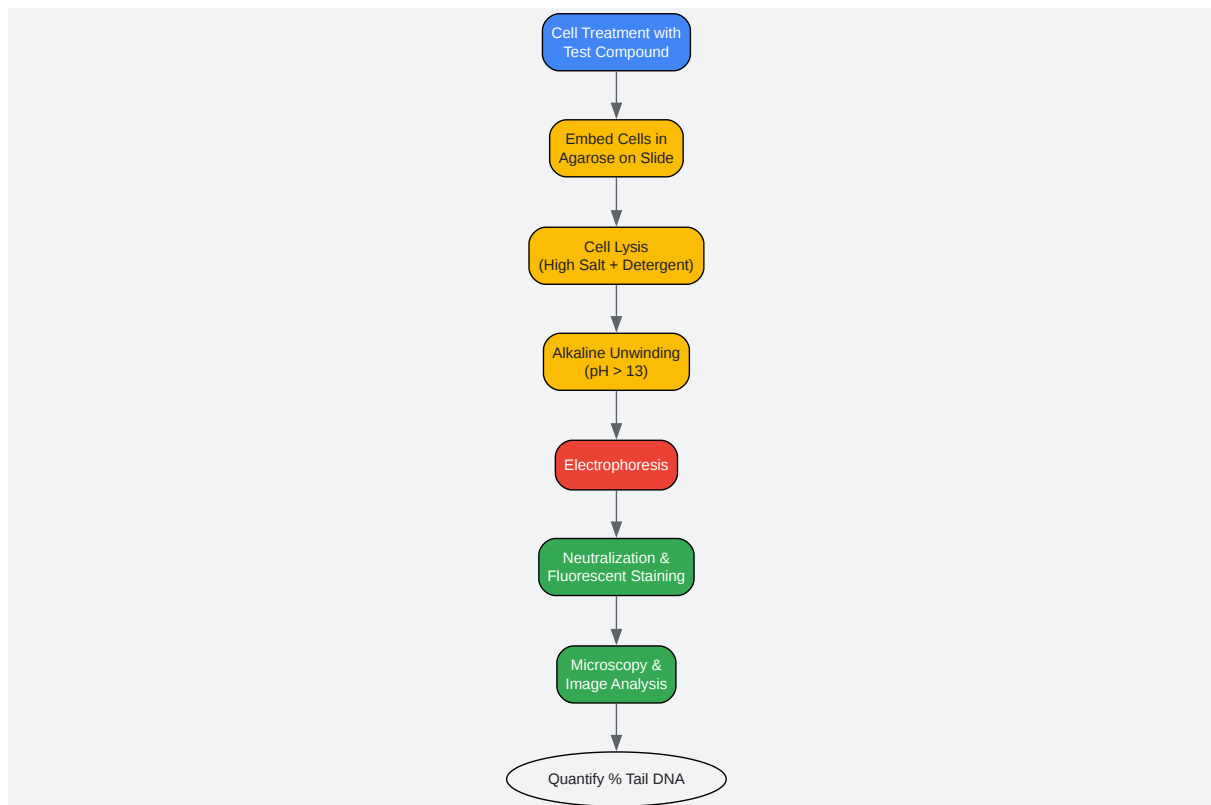 Cell Treatment with
Test Compound
Embed Cells in
Agarose on Slide
Cell Lysis
(High Salt + Detergent)
Alkaline Unwinding
(pH > 13)
Electrophoresis
Neutralization &
Fluorescent Staining
Microscopy &
Image Analysis
Quantify % Tail DNA